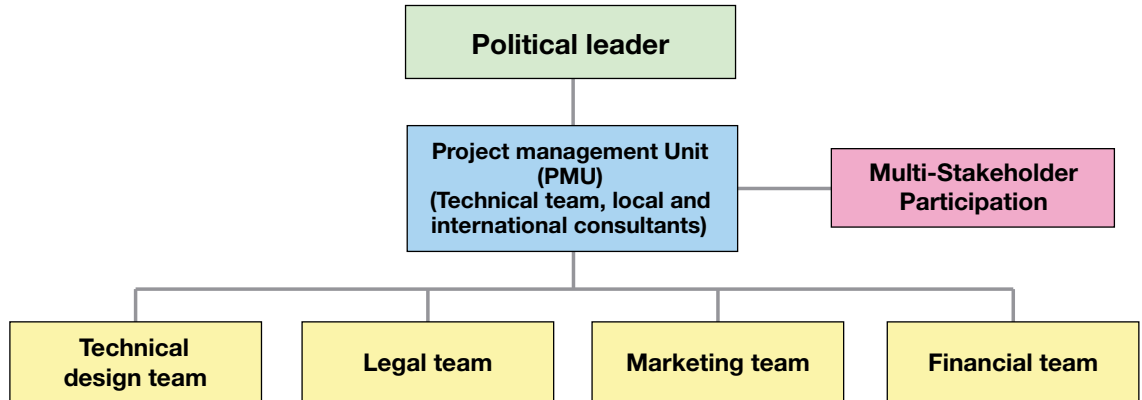 Political leader
Project management Unit
(PMU)
(Technical team, local and
international consultants)
Multi-Stakeholder
Participation
Technical
design team
Legal team
Marketing team
Financial team